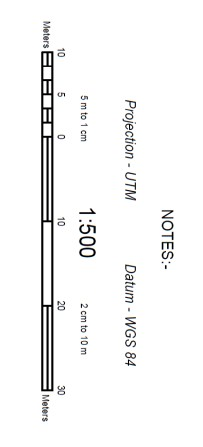 NOTES:-
Projection - UTM Datum - WGS 84
1:500
5 m to 1 cm 2 cm to 10 m
Meters 10 5 0 10 20 30 Meters